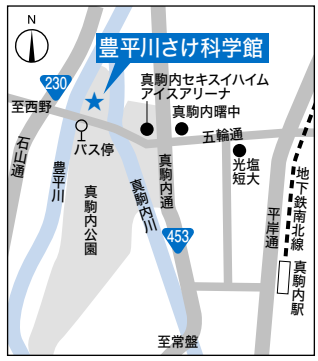 N
豊平川さけ科学館
230
真駒内セキスイハイム
アイスアリーナ
至西野
真駒内曙中
五輪通
バス停
光塩
短大
石山通
豊平川
真駒内公園
真駒内川
真駒内通
平岸通
地下鉄南北線
真駒内駅
453
至常盤